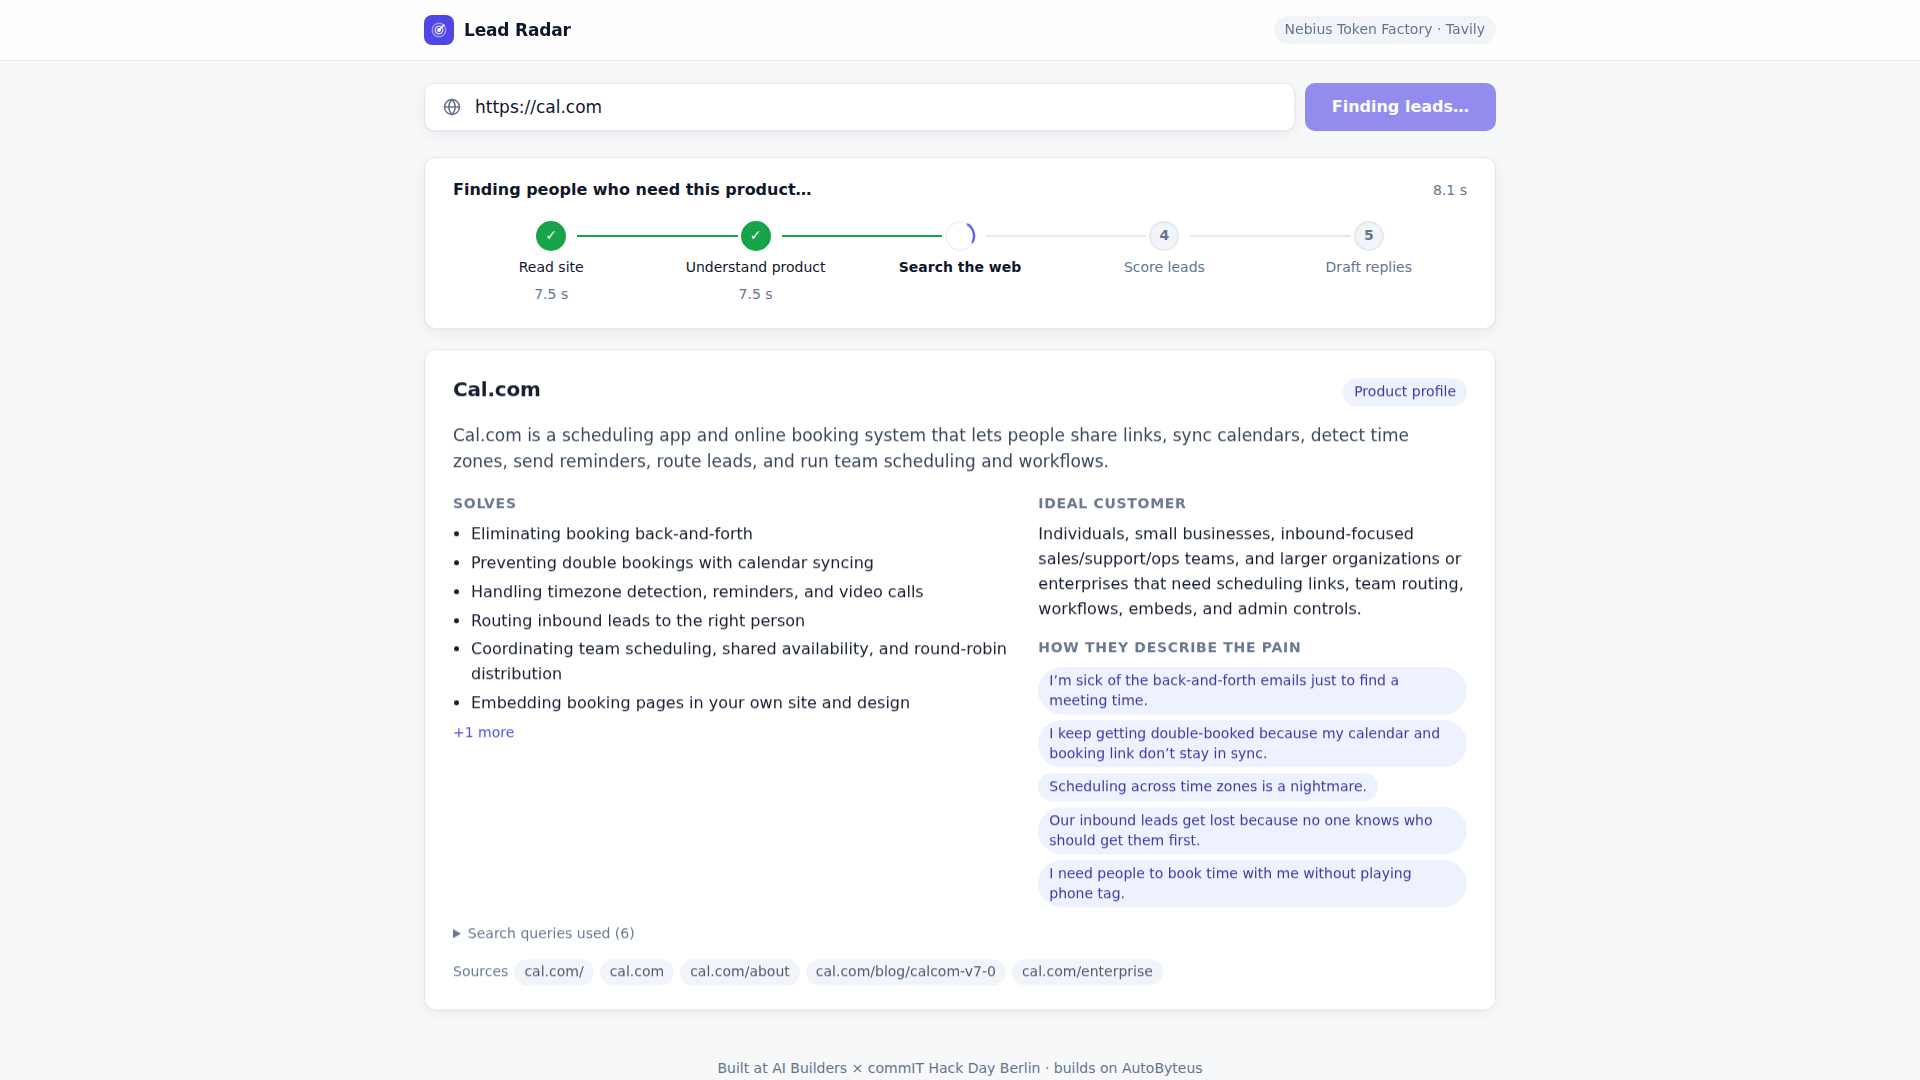 Lead Radar
Nebius Token Factory · Tavily
https://cal.com
Finding leads…
Finding people who need this product…
8.1 s
✓
✓
4
5
Read site
Understand product
Search the web
Score leads
Draft replies
7.5 s
7.5 s
Cal.com
Product profile
Cal.com is a scheduling app and online booking system that lets people share links, sync calendars, detect time
zones, send reminders, route leads, and run team scheduling and workflows.
SOLVES
• Eliminating booking back-and-forth
• Preventing double bookings with calendar syncing
• Handling timezone detection, reminders, and video calls
• Routing inbound leads to the right person
• Coordinating team scheduling, shared availability, and round-robin
distribution
• Embedding booking pages in your own site and design
+1 more
IDEAL CUSTOMER
Individuals, small businesses, inbound-focused
sales/support/ops teams, and larger organizations or
enterprises that need scheduling links, team routing,
workflows, embeds, and admin controls.
HOW THEY DESCRIBE THE PAIN
I’m sick of the back-and-forth emails just to find a
meeting time.
I keep getting double-booked because my calendar and
booking link don’t stay in sync.
Scheduling across time zones is a nightmare.
Our inbound leads get lost because no one knows who
should get them first.
I need people to book time with me without playing
phone tag.
▶ Search queries used (6)
Sources cal.com/ cal.com cal.com/about cal.com/blog/calcom-v7-0 cal.com/enterprise
Built at AI Builders × commIT Hack Day Berlin · builds on AutoByteus